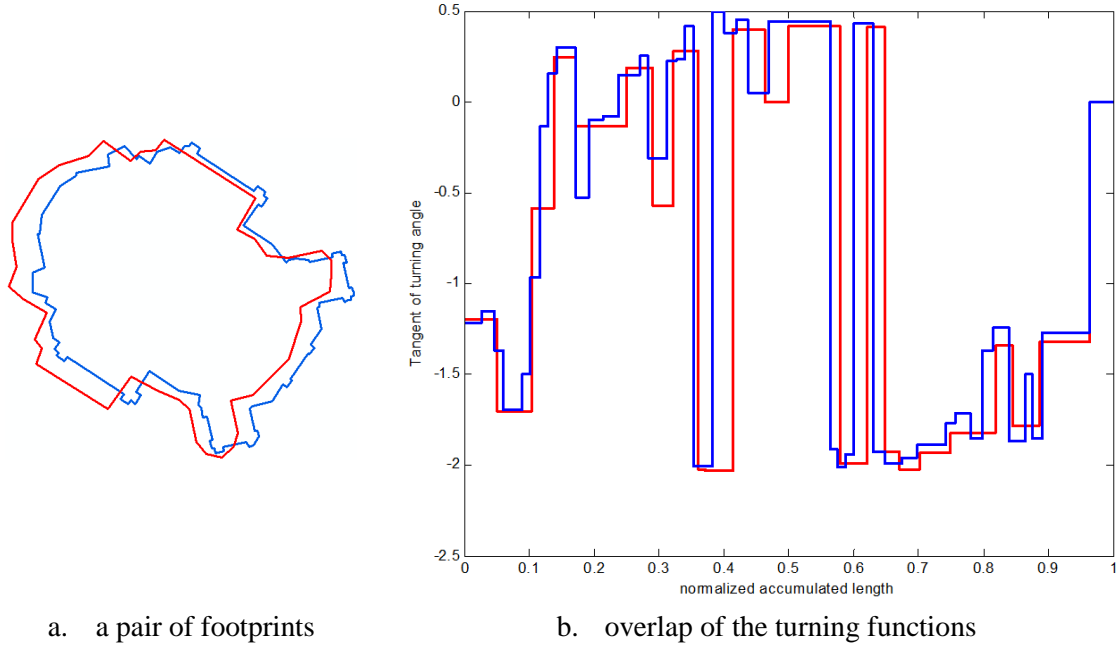 0.5
0
-0.5
-1
-1.5
-2
-2.5
Tangent of turning angle
0 0.1 0.2 0.3 0.4 0.5 0.6 0.7 0.8 0.9 1
normalized accumulated length
a. a pair of footprints
b. overlap of the turning functions